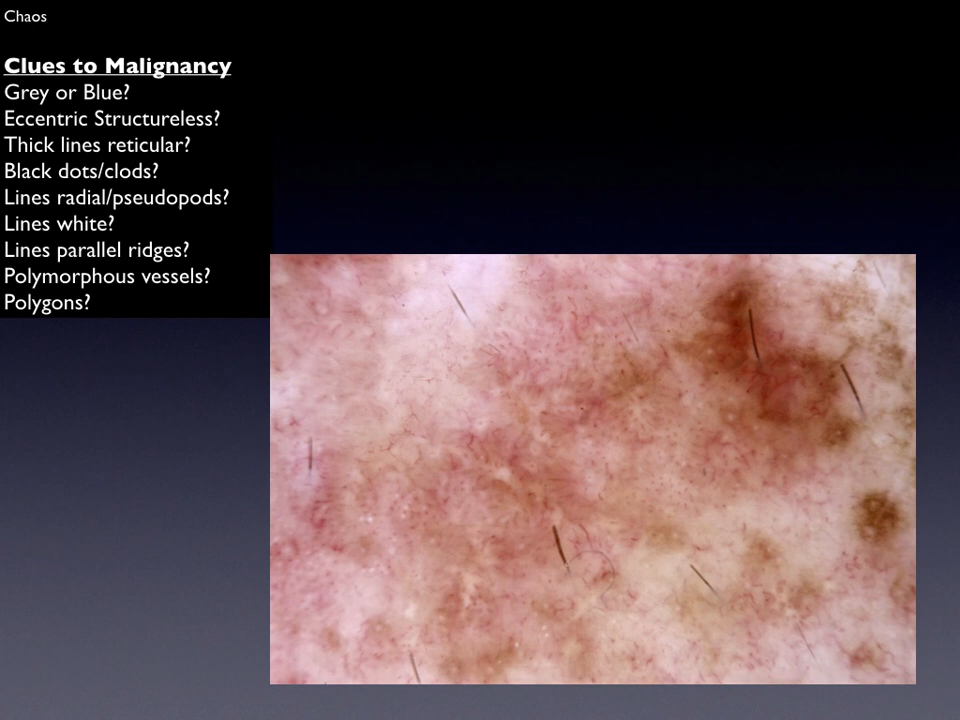 Chaos
Clues to Malignancy
Grey or Blue?
Eccentric Structureless?
Thick lines reticular?
Black dots/clods?
Lines radial/pseudopods?
Lines white?
Lines parallel ridges?
Polymorphous vessels?
Polygons?